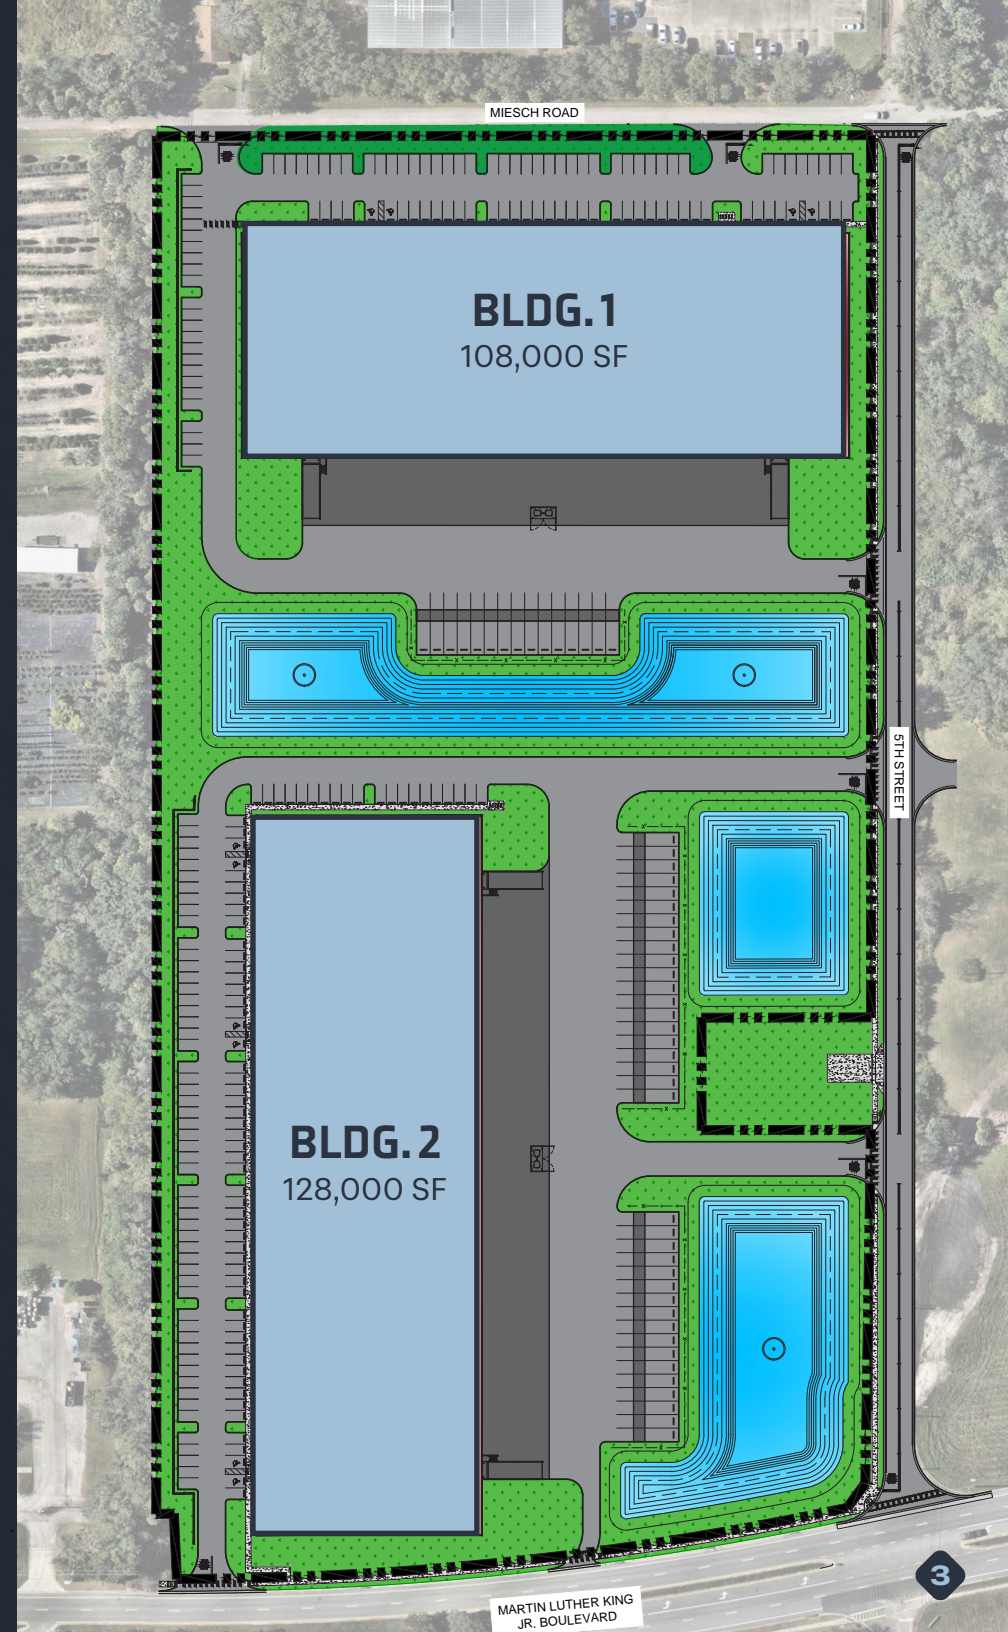 MIESCH ROAD
BLDG. 1
108,000 SF
5TH STREET
BLDG. 2
128,000 SF
MARTIN LUTHER KING
JR. BOULEVARD
3